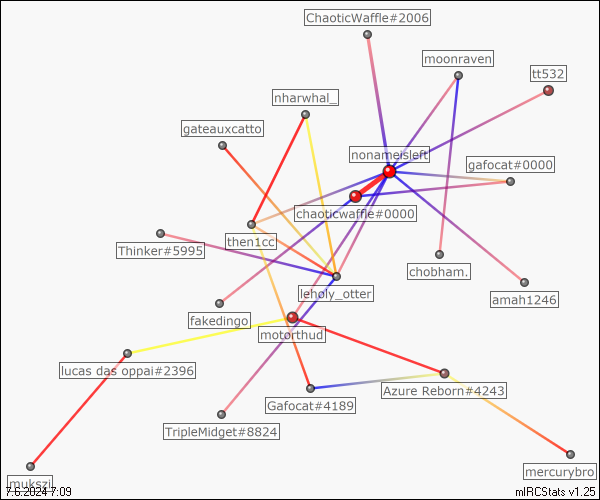 ChaoticWaffle#2006
moonraven
tt532
nharwhal_
gateauxcatto
nonameisleft
gafocat#0000
chaoticwaffle#0000
then1cc
Thinker#5995
chobham.
leholy_otter
amah1246
fakedingo
motorthud
lucas das oppai#2396
Azure Reborn#4243
Gafocat#4189
TripleMidget#8824
mercurybro
mukszi
7.6.2024 7:09
mIRCStats v1.25